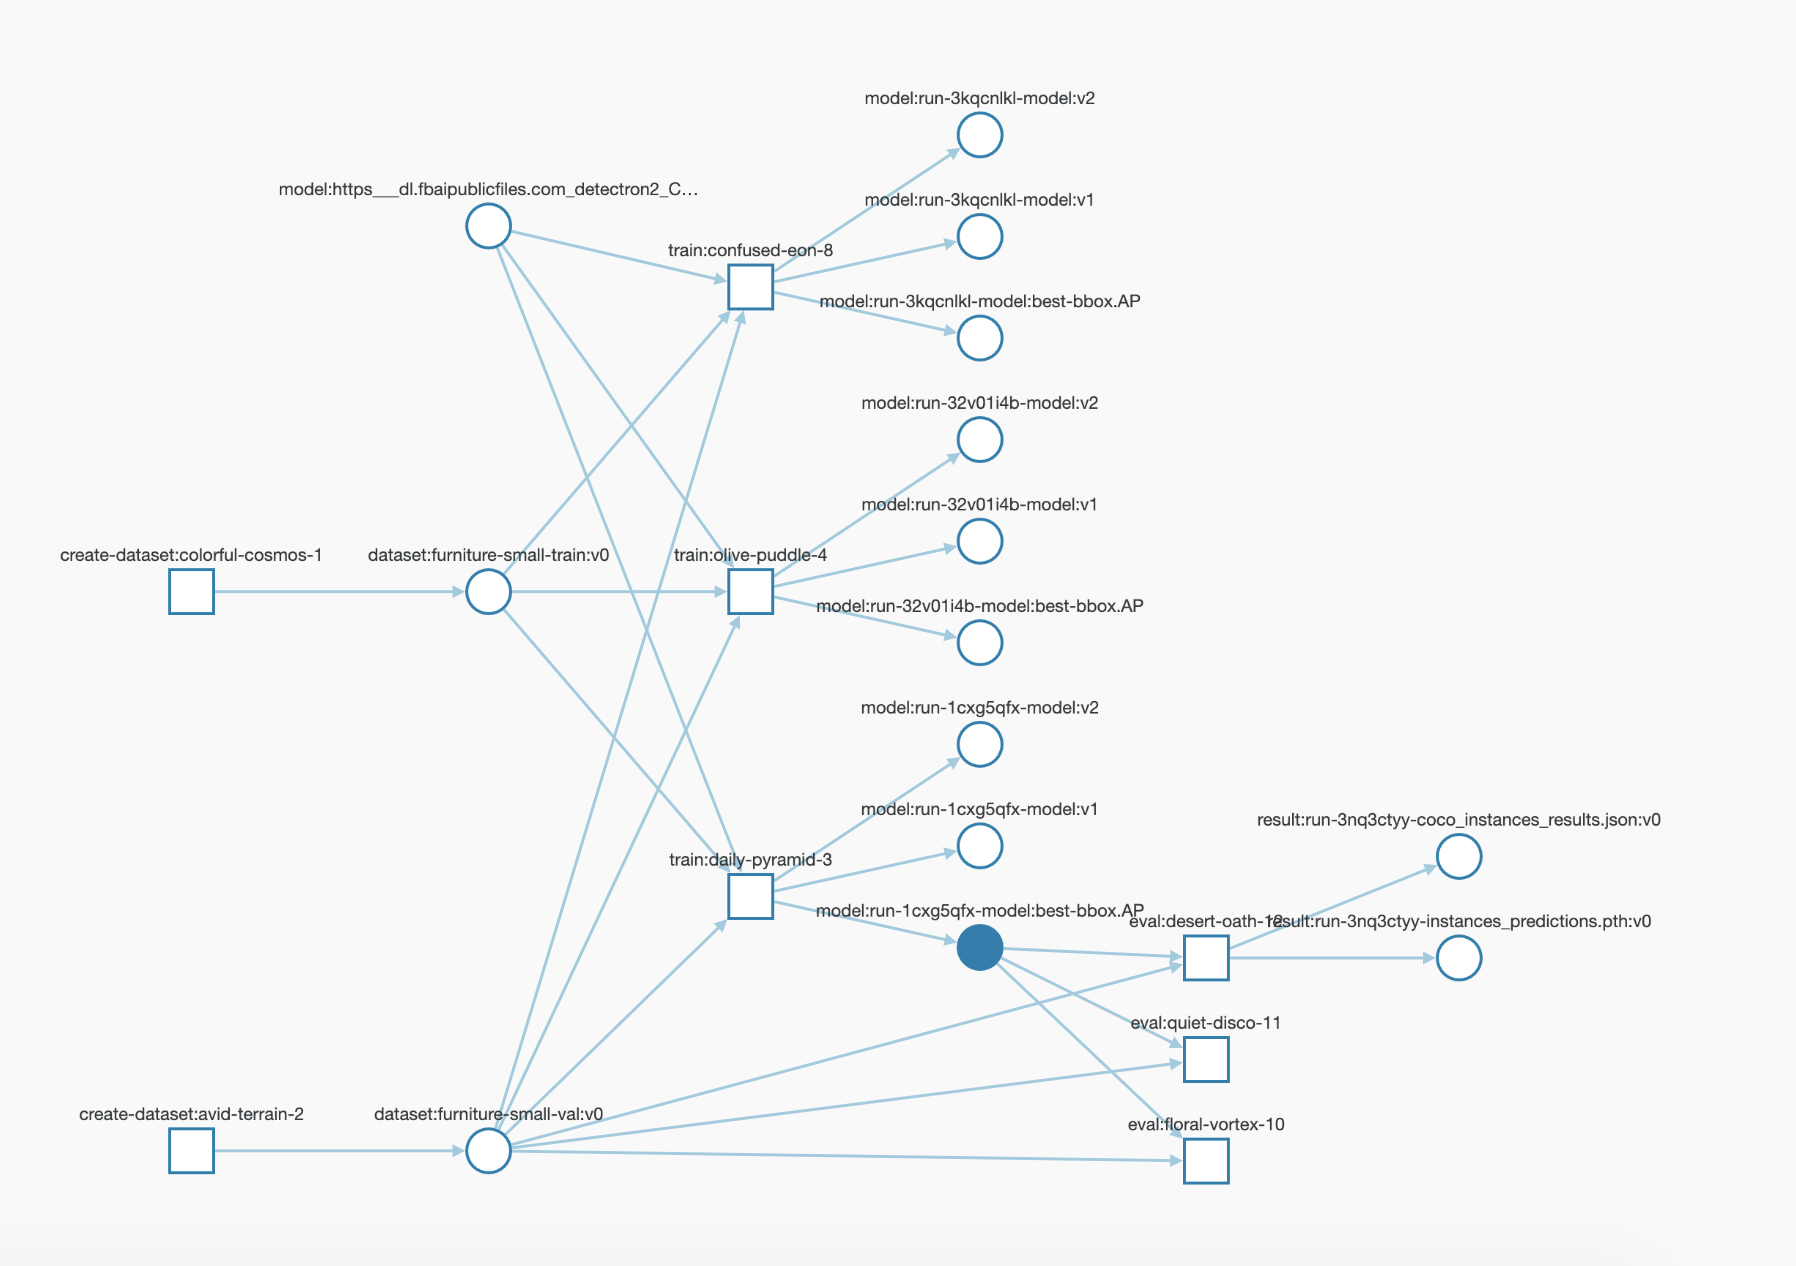 model:run-3kqcnlkl-model:v2
model:https___dl.fbaipublicfiles.com_detectron2_C...
model:run-3kqcnlkl-model:v1
train:confused-eon-8
model:run-3kqcnlkl-model:best-bbox.AP
model:run-32v01i4b-model:v2
model:run-32v01i4b-model:v1
create-dataset:colorful-cosmos-1
dataset:furniture-small-train:v0
train:olive-puddle-4
model:run-32v01i4b-model:best-bbox.AP
model:run-1cxg5qfx-model:v2
model:run-1cxg5qfx-model:v1
result:run-3nq3ctyy-coco_instances_results.json:v0
train:daily-pyramid-3
model:run-1cxg5qfx-model:best-bbox.AP
eval:desert-oath-12
result:run-3nq3ctyy-instances_predictions.pth:v0
eval:quiet-disco-11
create-dataset:avid-terrain-2
dataset:furniture-small-val:v0
eval:floral-vortex-10